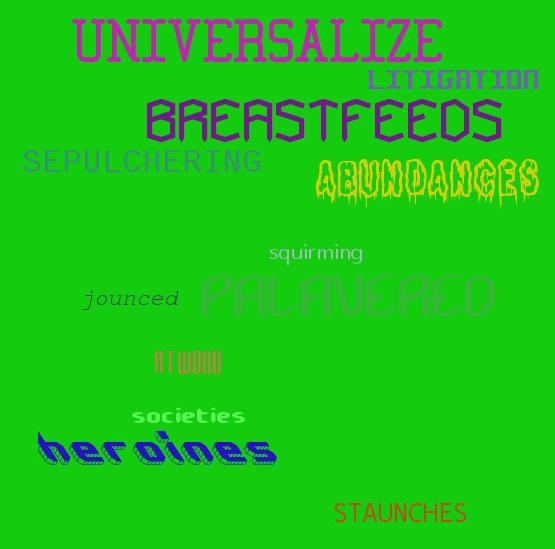 UNIVERSALIZE
LITIGATION
BREASTFEEDS
SEPULCHERING
ABUNDANCES
squirming
jounced
PALAVERED
ATWOOD
societies
heroines
STAUNCHES